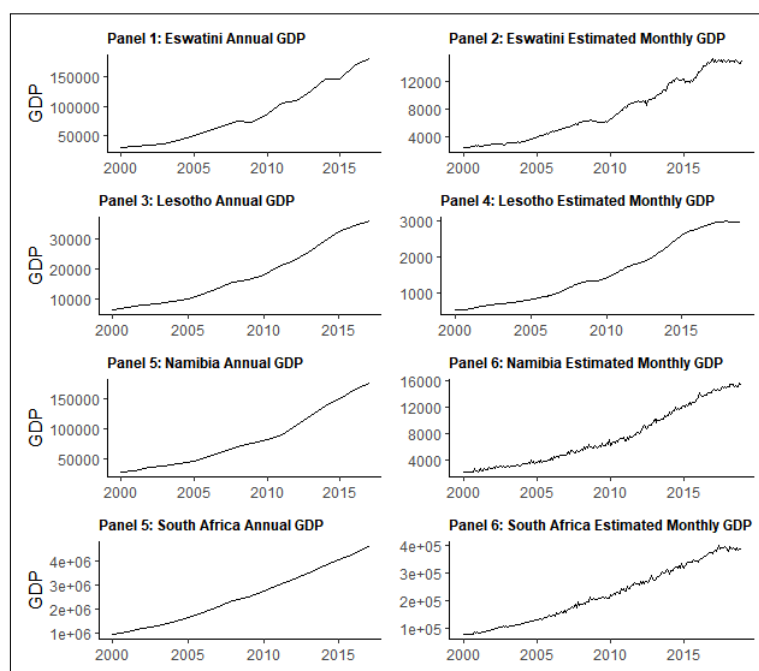 Panel 1: Eswatini Annual GDP
GDP
150000
100000
50000
2000 2005 2010 2015
Panel 2: Eswatini Estimated Monthly GDP
12000
8000
4000
2000 2005 2010 2015
Panel 3: Lesotho Annual GDP
GDP
30000
20000
10000
2000 2005 2010 2015
Panel 4: Lesotho Estimated Monthly GDP
3000
2000
1000
2000 2005 2010 2015
Panel 5: Namibia Annual GDP
GDP
150000
100000
50000
2000 2005 2010 2015
Panel 6: Namibia Estimated Monthly GDP
16000
12000
8000
4000
2000 2005 2010 2015
Panel 5: South Africa Annual GDP
GDP
4e+06
3e+06
2e+06
1e+06
2000 2005 2010 2015
Panel 6: South Africa Estimated Monthly GDP
4e+05
3e+05
2e+05
1e+05
2000 2005 2010 2015